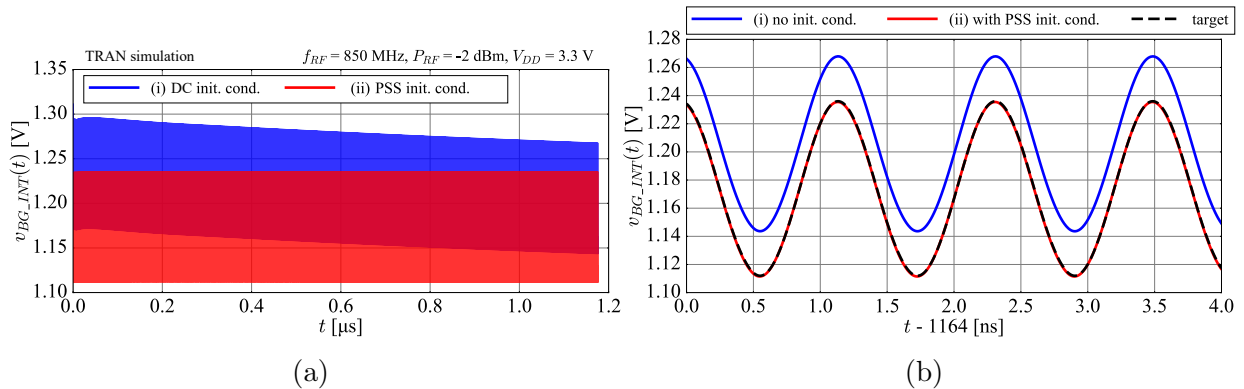 TRAN simulation
f_RF = 850 MHz, P_RF = -2 dBm, V_DD = 3.3 V
(i) DC init. cond.
(ii) PSS init. cond.
1.35
1.30
1.25
1.20
1.15
1.10
v_BG_INT(t) [V]
0.0
0.2
0.4
0.6
0.8
1.0
1.2
t [μs]
(a)
(i) no init. cond.
(ii) with PSS init. cond.
target
1.28
1.26
1.24
1.22
1.20
1.18
1.16
1.14
1.12
1.10
v_BG_INT(t) [V]
0.0
0.5
1.0
1.5
2.0
2.5
3.0
3.5
4.0
t - 1164 [ns]
(b)